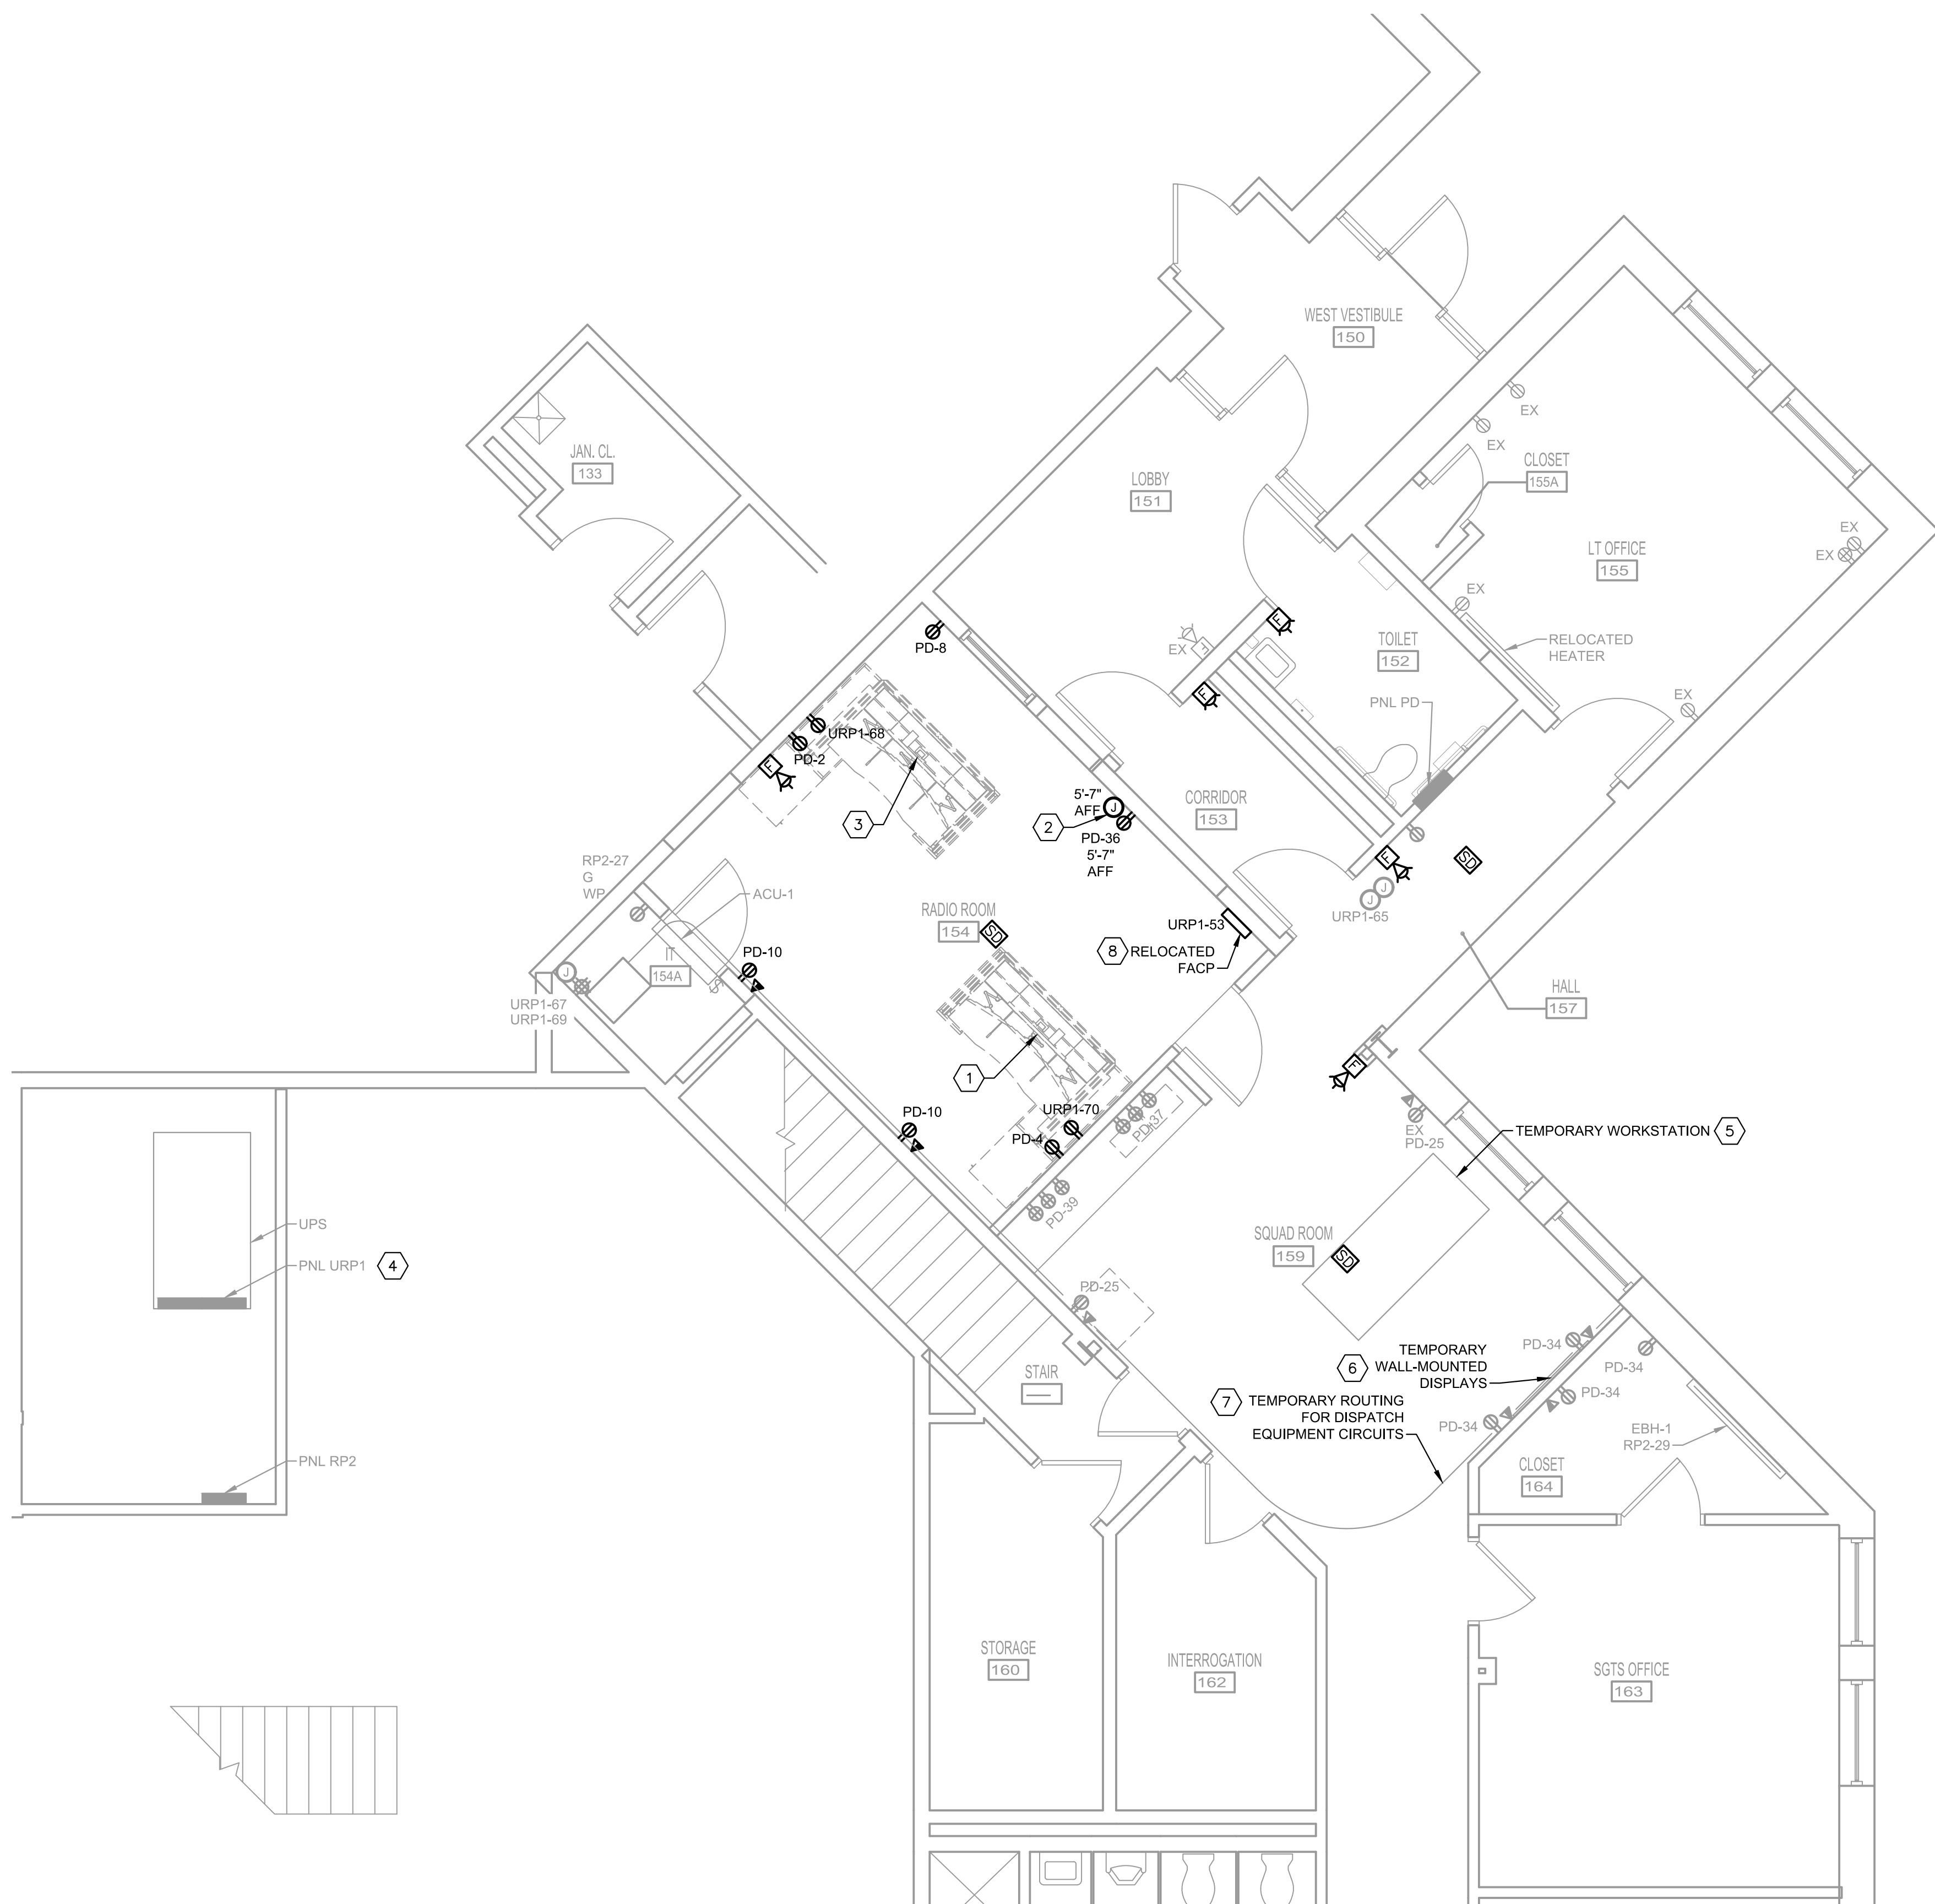 WEST VESTIBULE
150
EX
EX
JAN. CL.
133
CLOSET
155A
LOBBY
151
EX
EX
LT OFFICE
155
EX
F
F
EX
TOILET
152
RELOCATED
HEATER
PD-8
F
EX
PNL PD
URP1-68
PD-2
F
3
5'-7"
AFF
J
2
PD-36
5'-7"
AFF
CORRIDOR
153
F
SD
RP2-27
G
WP
ACU-1
J
J
URP1-65
RADIO ROOM
154
SD
URP1-53
8
RELOCATED
FACP
IT
154A
S
PD-10
J
URP1-67
URP1-69
HALL
157
F
1
URP1-70
PD-10
PD-4
PD-37
EX
PD-25
TEMPORARY WORKSTATION
5
PD-39
UPS
SQUAD ROOM
159
SD
PNL URP1
4
PD-25
PD-34
TEMPORARY
WALL-MOUNTED
DISPLAYS
6
PD-34
PD-34
STAIR
7
TEMPORARY ROUTING
FOR DISPATCH
EQUIPMENT CIRCUITS
PD-34
EBH-1
RP2-29
PNL RP2
CLOSET
164
STORAGE
160
INTERROGATION
162
SGTS OFFICE
163